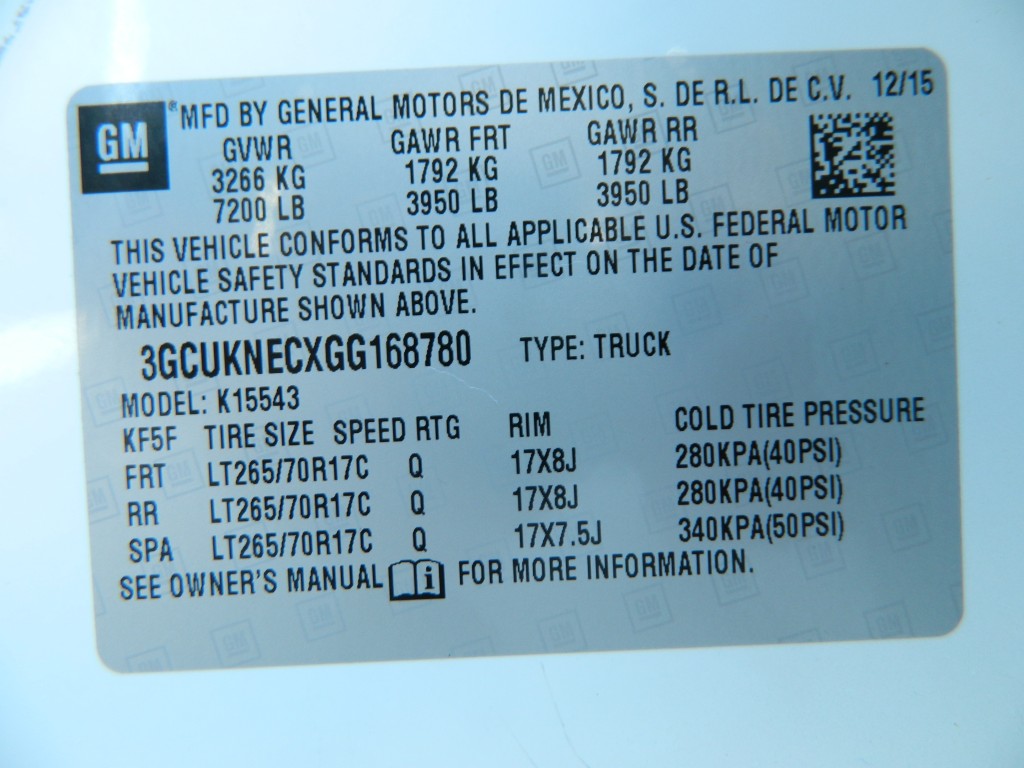 GM ® MFD BY GENERAL MOTORS DE MEXICO, S. DE R.L. DE C.V. 12/15
GVWR GAWR FRT GAWR RR
3266 KG 1792 KG 1792 KG
7200 LB 3950 LB 3950 LB
THIS VEHICLE CONFORMS TO ALL APPLICABLE U.S. FEDERAL MOTOR
VEHICLE SAFETY STANDARDS IN EFFECT ON THE DATE OF
MANUFACTURE SHOWN ABOVE.
3GCUKNECXGG168780 TYPE: TRUCK
MODEL: K15543
KF5F TIRE SIZE SPEED RTG RIM COLD TIRE PRESSURE
FRT LT265/70R17C Q 17X8J 280KPA(40PSI)
RR LT265/70R17C Q 17X8J 280KPA(40PSI)
SPA LT265/70R17C Q 17X7.5J 340KPA(50PSI)
SEE OWNER'S MANUAL i FOR MORE INFORMATION.